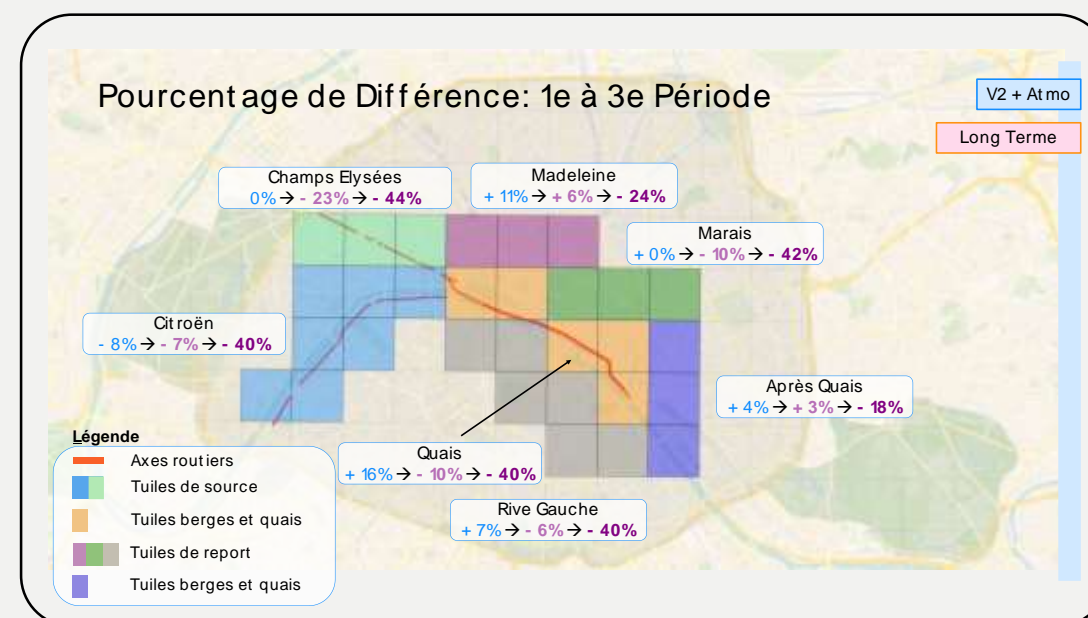 Pourcentage de Différence: 1e à 3e Période
V2 + Atmo
Long Terme
Champs Elysées
0% → - 23% → - 44%
Madeleine
+ 11% → + 6% → - 24%
Marais
+ 0% → - 10% → - 42%
Citroën
- 8% → - 7% → - 40%
Après Quais
+ 4% → + 3% → - 18%
Quais
+ 16% → - 10% → - 40%
Rive Gauche
+ 7% → - 6% → - 40%
Légende
Axes routiers
Tuiles de source
Tuiles berges et quais
Tuiles de report
Tuiles berges et quais